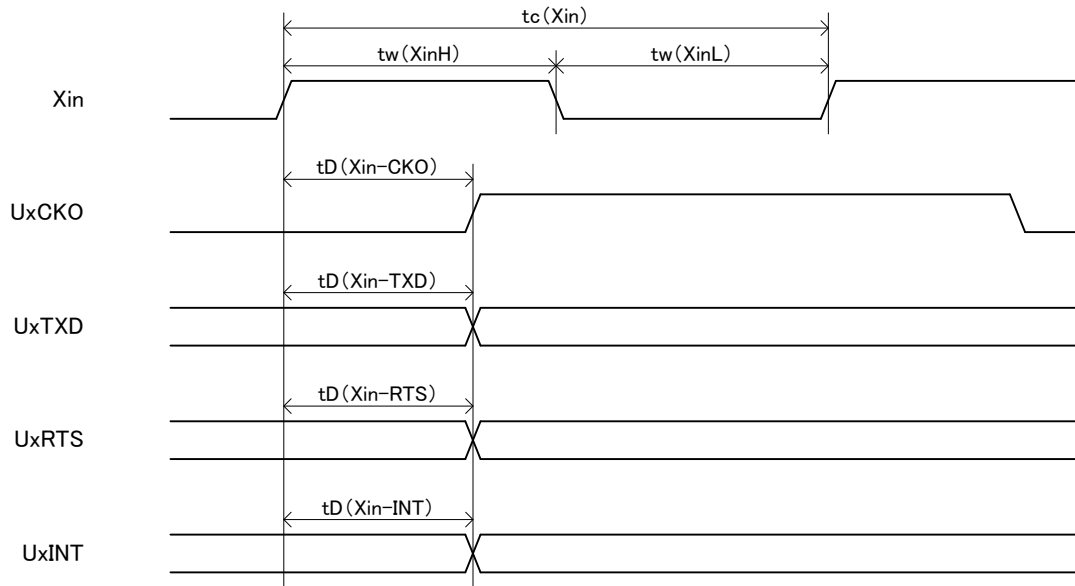 tc(Xin)
tw(XinH) tw(XinL)
Xin
tD(Xin-CKO)
UxCKO
tD(Xin-TXD)
UxTXD
tD(Xin-RTS)
UxRTS
tD(Xin-INT)
UxINT